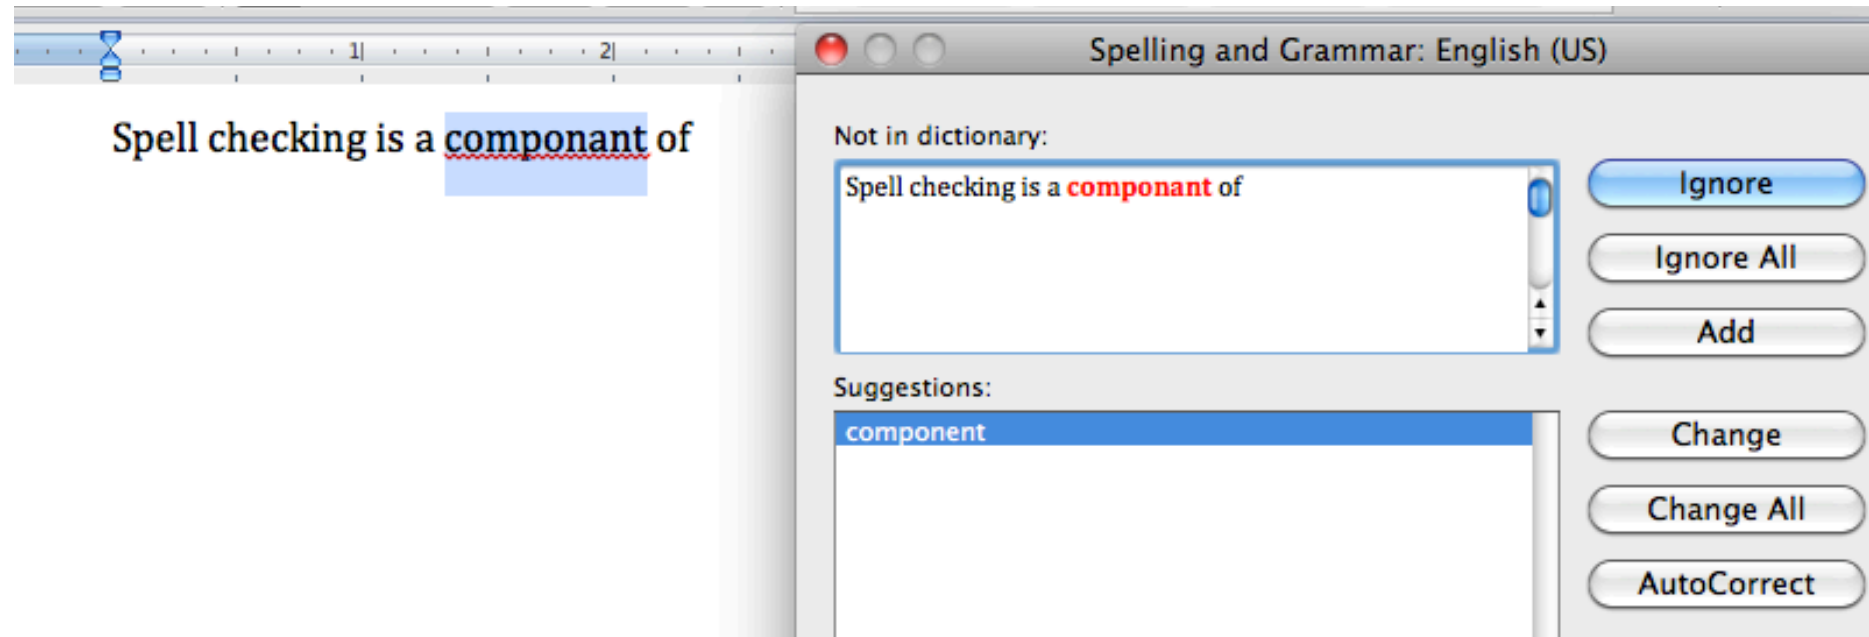 1 2
Spell checking is a componant of
Spelling and Grammar: English (US)
Not in dictionary:
Spell checking is a componant of
Ignore
Ignore All
Add
Suggestions:
component
Change
Change All
AutoCorrect